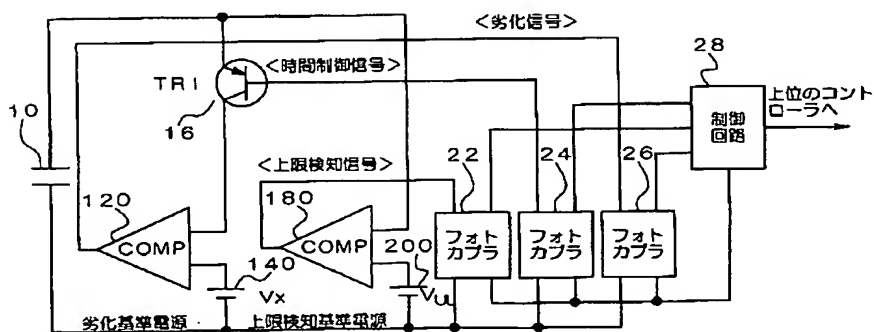 <劣化信号>
28
TR1
<時間制御信号>
10
16
制御
回路
上位のコント
ローラへ
<上限検知信号>
22
24
26
120
180
COMP
COMP
200
フォト
カプラ
フォト
カプラ
フォト
カプラ
140
Vx
Vu
劣化基準電源
上限検知基準電源